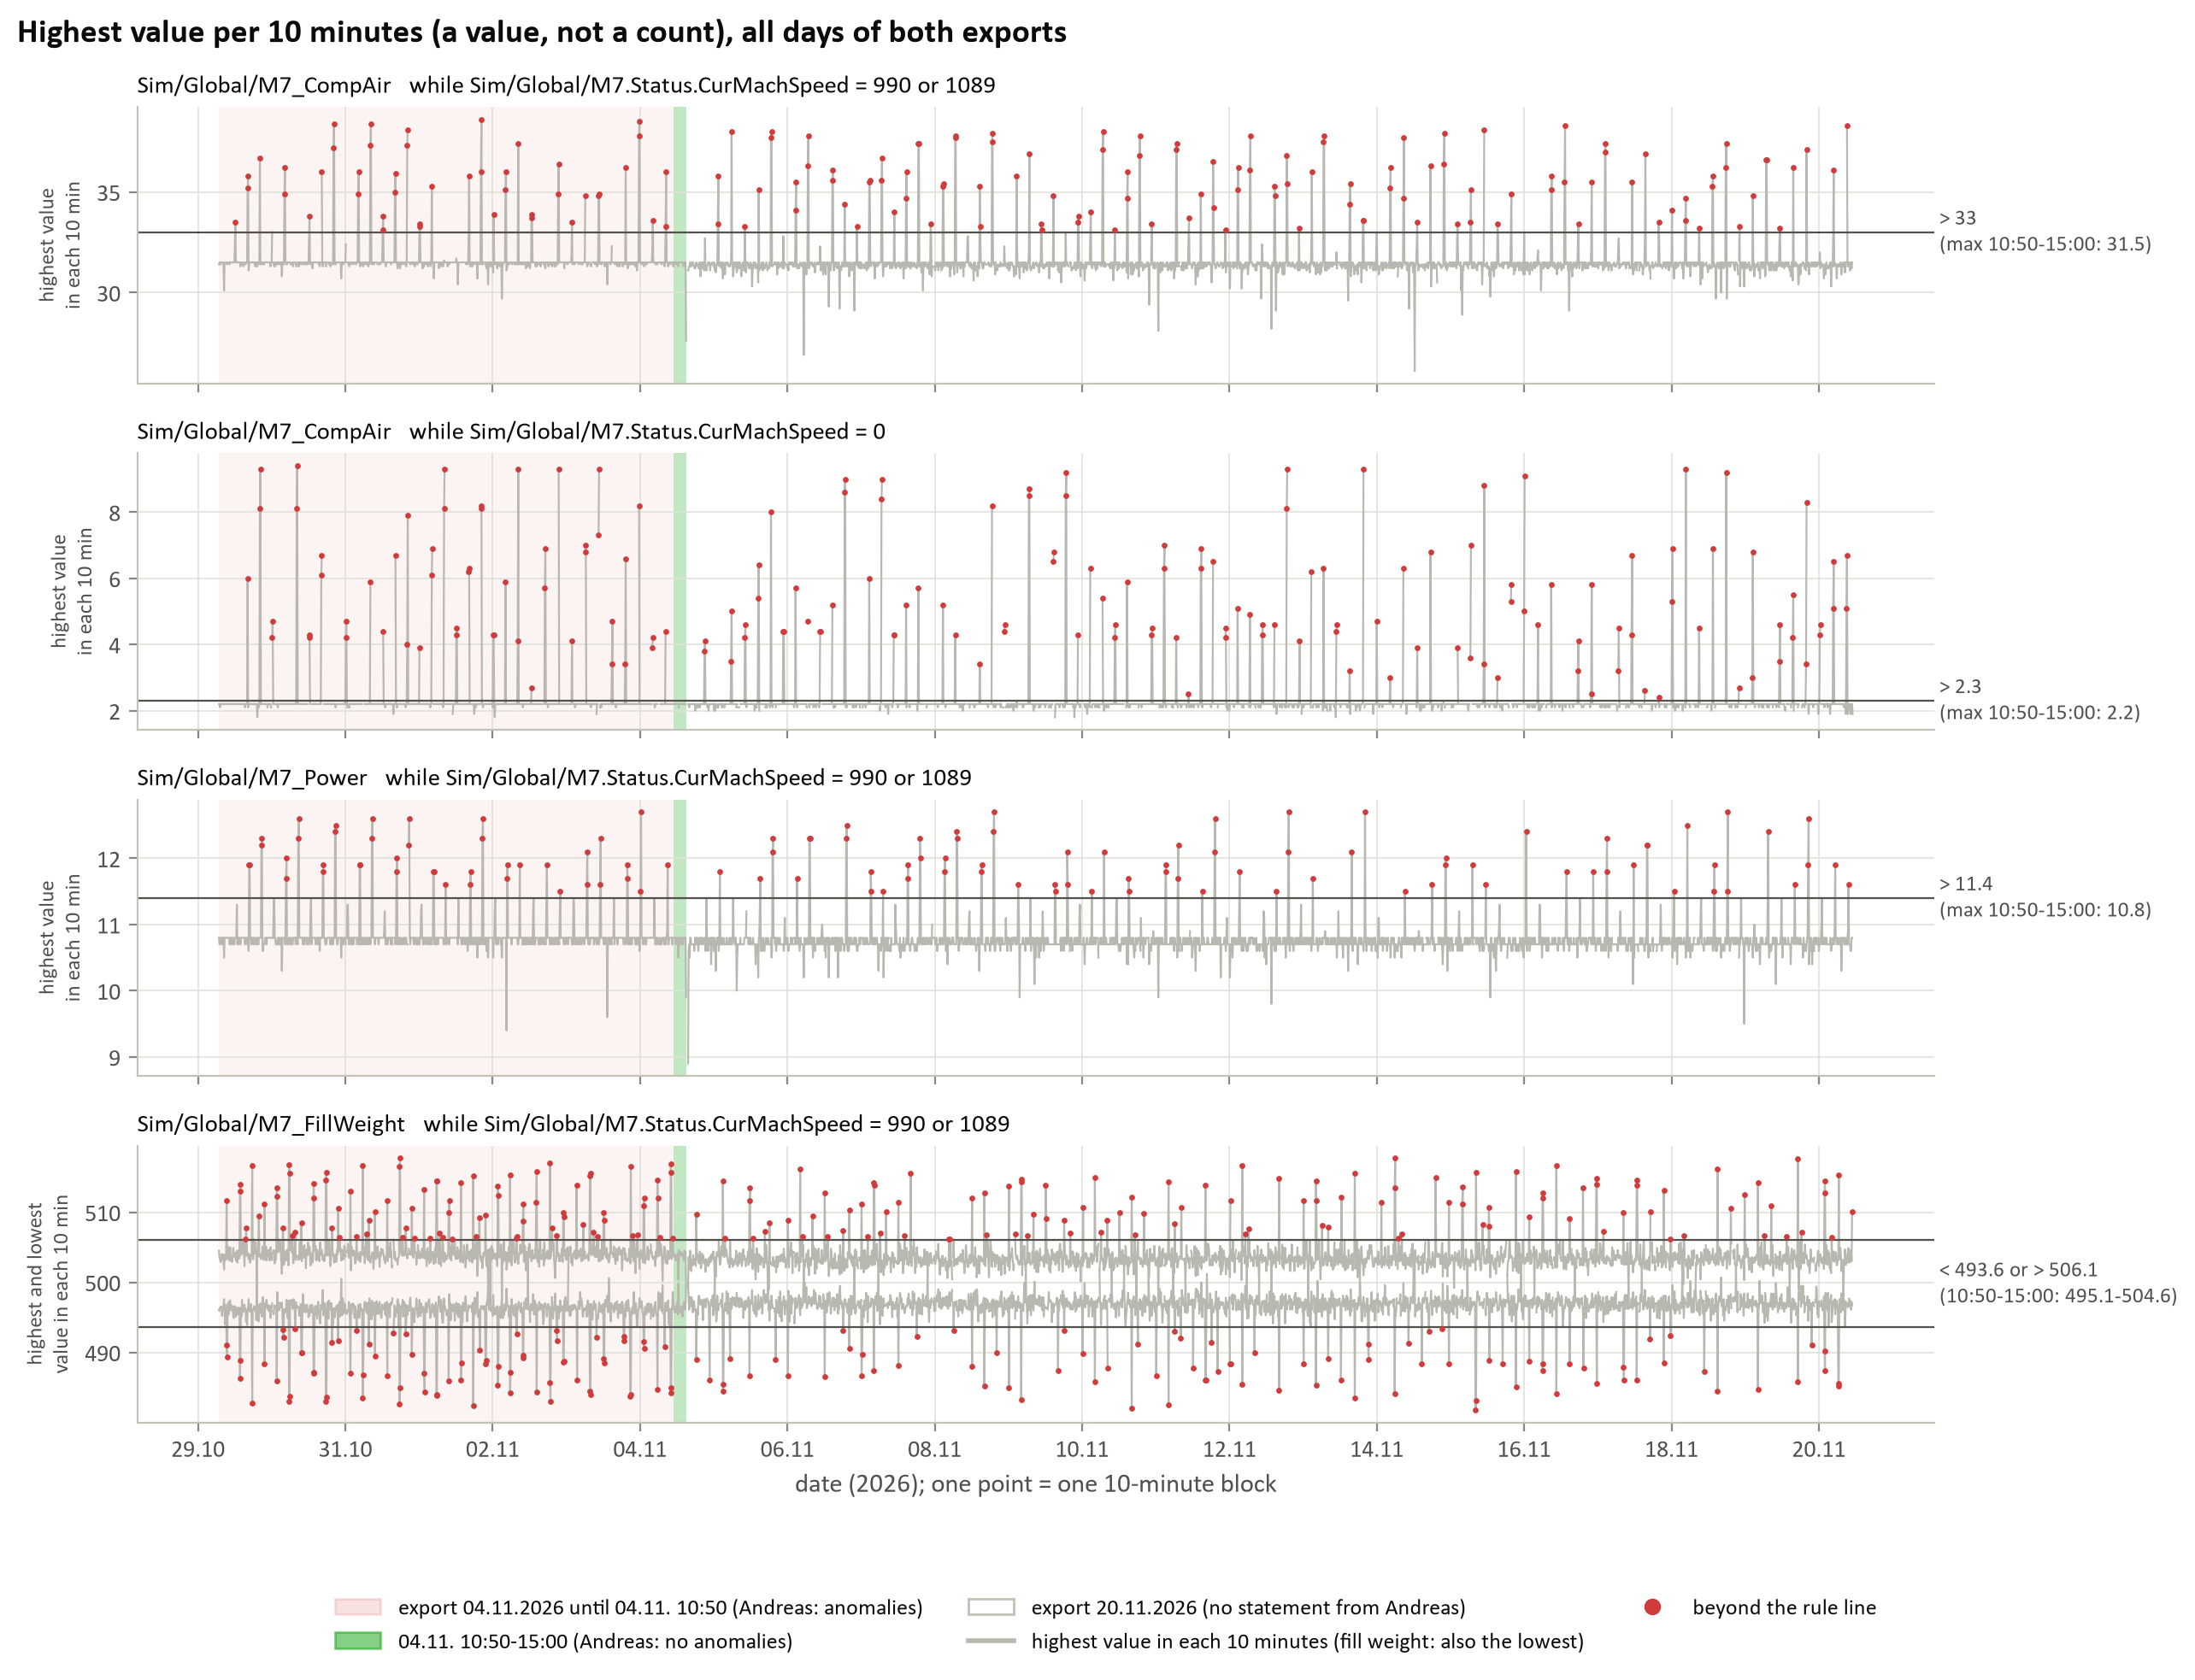 Highest value per 10 minutes (a value, not a count), all days of both exports
Sim/Global/M7_CompAir while Sim/Global/M7.Status.CurMachSpeed = 990 or 1089
highest value
in each 10 min
35
30
> 33
(max 10:50-15:00: 31.5)
Sim/Global/M7_CompAir while Sim/Global/M7.Status.CurMachSpeed = 0
highest value
in each 10 min
8
6
4
2
> 2.3
(max 10:50-15:00: 2.2)
Sim/Global/M7_Power while Sim/Global/M7.Status.CurMachSpeed = 990 or 1089
highest value
in each 10 min
12
11
10
9
> 11.4
(max 10:50-15:00: 10.8)
Sim/Global/M7_FillWeight while Sim/Global/M7.Status.CurMachSpeed = 990 or 1089
highest and lowest
value in each 10 min
510
500
490
< 493.6 or > 506.1
(10:50-15:00: 495.1-504.6)
29.10 31.10 02.11 04.11 06.11 08.11 10.11 12.11 14.11 16.11 18.11 20.11
date (2026); one point = one 10-minute block
export 04.11.2026 until 04.11. 10:50 (Andreas: anomalies)
export 20.11.2026 (no statement from Andreas)
beyond the rule line
04.11. 10:50-15:00 (Andreas: no anomalies)
highest value in each 10 minutes (fill weight: also the lowest)